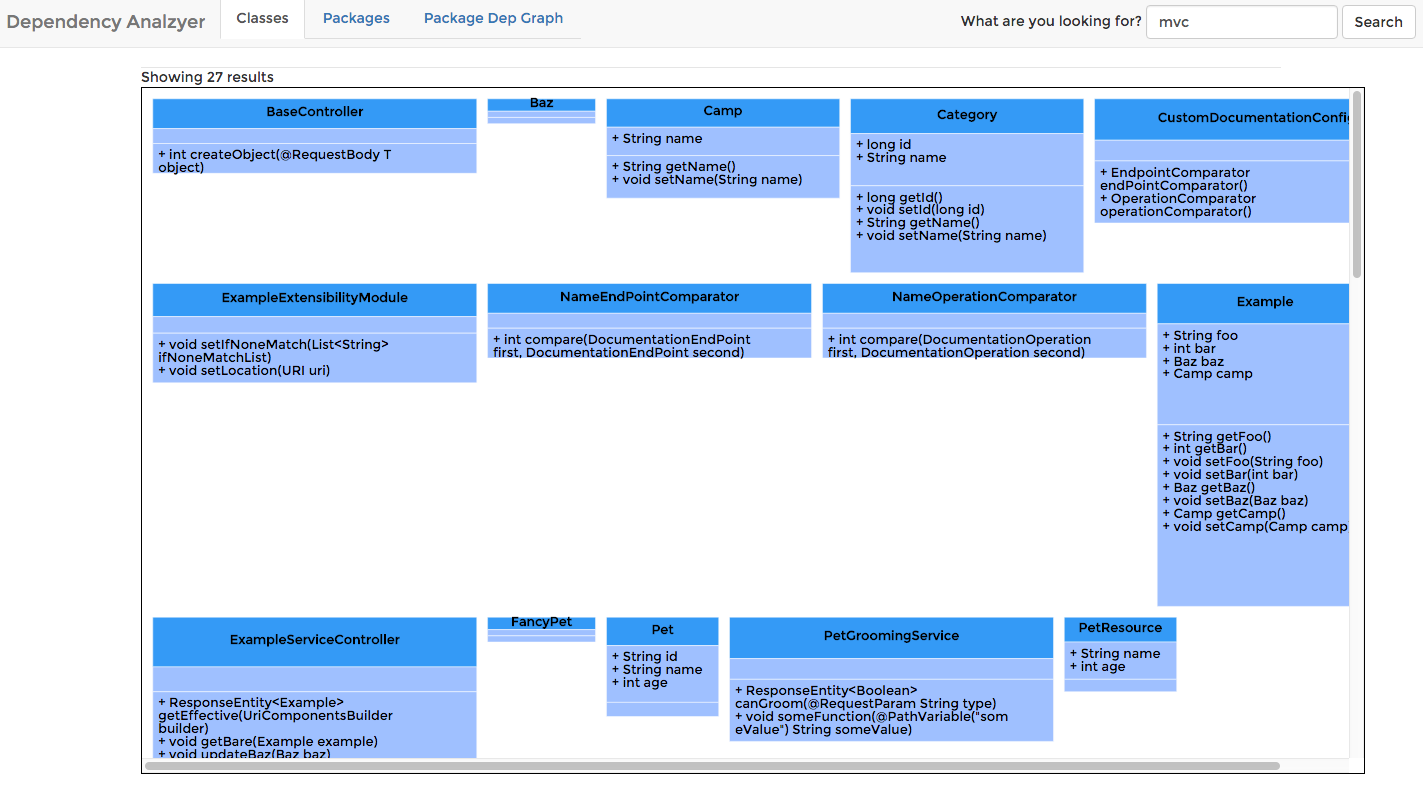 Dependency Analzyer
Classes
Packages
Package Dep Graph
What are you looking for?
mvc
Search
Showing 27 results
BaseController
+ int createObject(@RequestBody T
object)
Baz
Camp
+ String name
+ String getName()
+ void setName(String name)
Category
+ long id
+ String name
+ long getId()
+ void setId(long id)
+ String getName()
+ void setName(String name)
CustomDocumentationConfi
+ EndpointComparator
endPointComparator()
+ OperationComparator
operationComparator()
ExampleExtensibilityModule
+ void setIfNoneMatch(List<String>
ifNoneMatchList)
+ void setLocation(URI uri)
NameEndPointComparator
+ int compare(DocumentationEndPoint
first, DocumentationEndPoint second)
NameOperationComparator
+ int compare(DocumentationOperation
first, DocumentationOperation second)
Example
+ String foo
+ int bar
+ Baz baz
+ Camp camp
+ String getFoo()
+ int getBar()
+ void setFoo(String foo)
+ void setBar(int bar)
+ Baz getBaz()
+ void setBaz(Baz baz)
+ Camp getCamp()
+ void setCamp(Camp camp
ExampleServiceController
+ ResponseEntity<Example>
getEffective(UriComponentsBuilder
builder)
+ void getBare(Example example)
+ void updateBaz(Baz baz)
FancyPet
Pet
+ String id
+ String name
+ int age
PetGroomingService
+ ResponseEntity<Boolean>
canGroom(@RequestParam String type)
+ void someFunction(@PathVariable("som
eValue") String someValue)
PetResource
+ String name
+ int age